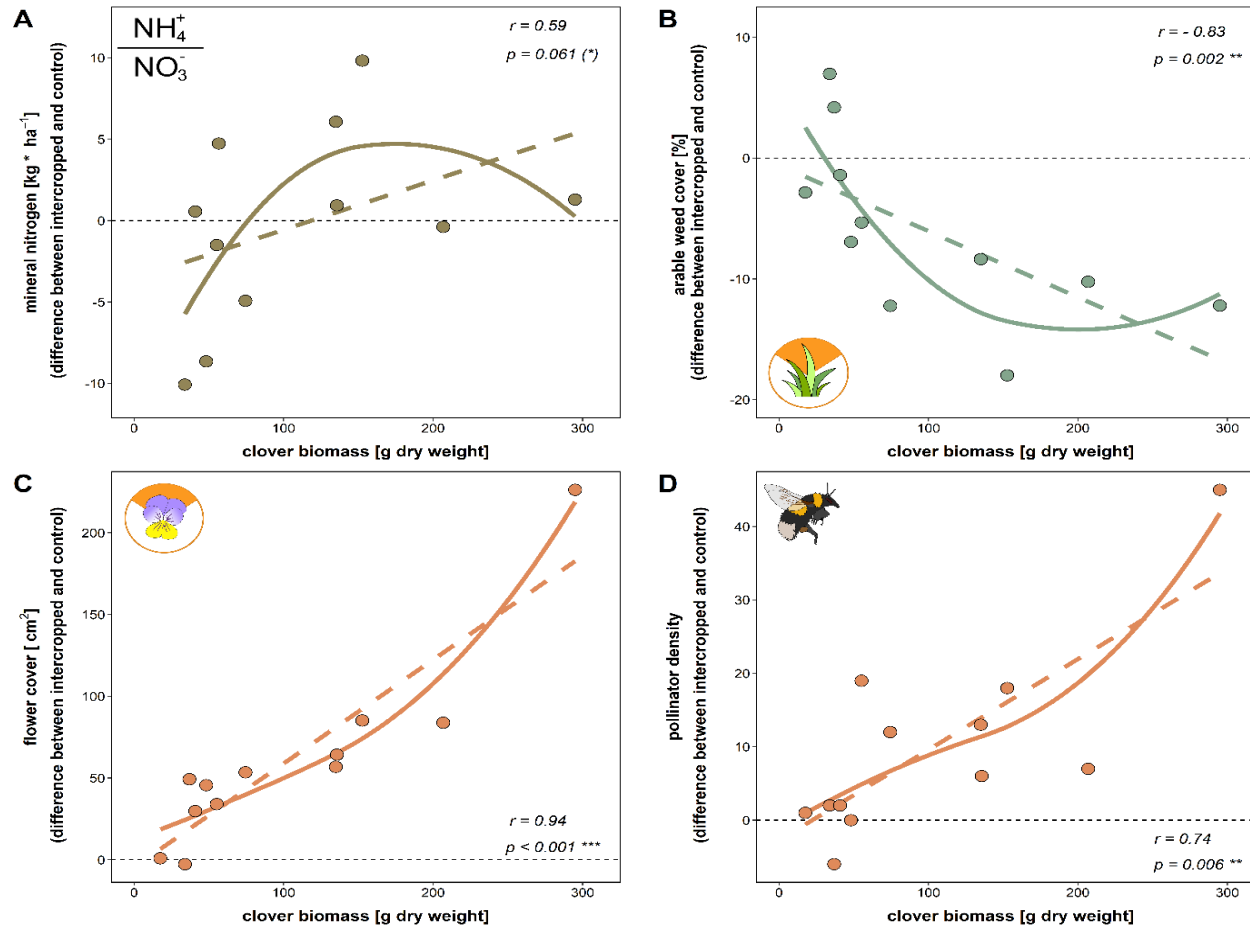 A
NH₄⁺
NO₃⁻
r = 0.59
p = 0.061 (*)
mineral nitrogen [kg * ha⁻¹]
(difference between intercropped and control)
10
5
0
-5
-10
0
100
200
300
clover biomass [g dry weight]
B
r = - 0.83
p = 0.002 **
arable weed cover [%]
(difference between intercropped and control)
10
0
-10
-20
0
100
200
300
clover biomass [g dry weight]
C
flower cover [cm²]
(difference between intercropped and control)
200
150
100
50
0
r = 0.94
p < 0.001 ***
0
100
200
300
clover biomass [g dry weight]
D
pollinator density
(difference between intercropped and control)
40
30
20
10
0
r = 0.74
p = 0.006 **
0
100
200
300
clover biomass [g dry weight]